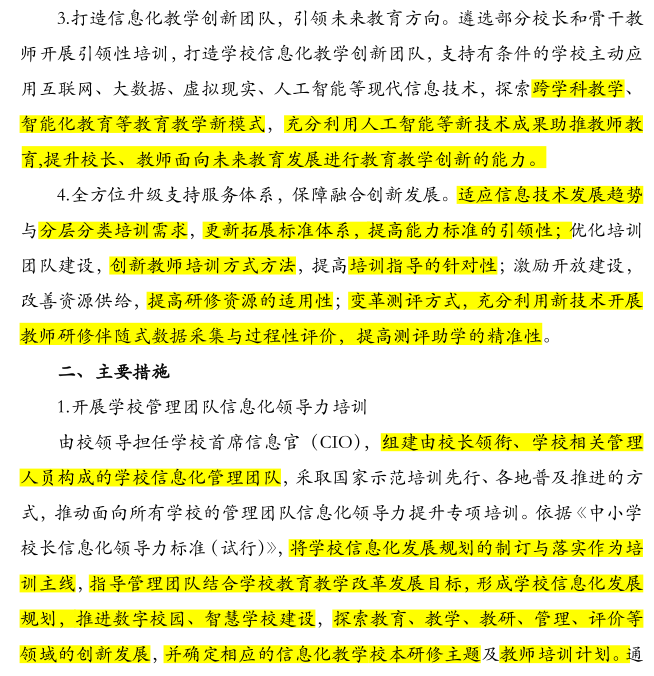 3.打造信息化教学创新团队，引领未来教育方向。遴选部分校长和骨干教
师开展引领性培训，打造学校信息化教学创新团队，支持有条件的学校主动应
用互联网、大数据、虚拟现实、人工智能等现代信息技术，探索跨学科教学、
智能化教育等教育教学新模式，充分利用人工智能等新技术成果助推教师教
育,提升校长、教师面向未来教育发展进行教育教学创新的能力。
4.全方位升级支持服务体系，保障融合创新发展。适应信息技术发展趋势
与分层分类培训需求，更新拓展标准体系，提高能力标准的引领性；优化培训
团队建设，创新教师培训方式方法，提高培训指导的针对性；激励开放建设，
改善资源供给，提高研修资源的适用性；变革测评方式，充分利用新技术开展
教师研修伴随式数据采集与过程性评价，提高测评助学的精准性。
二、主要措施
1.开展学校管理团队信息化领导力培训
由校领导担任学校首席信息官（CIO），组建由校长领衔、学校相关管理
人员构成的学校信息化管理团队，采取国家示范培训先行、各地普及推进的方
式，推动面向所有学校的管理团队信息化领导力提升专项培训。依据《中小学
校长信息化领导力标准（试行）》，将学校信息化发展规划的制订与落实作为培
训主线，指导管理团队结合学校教育教学改革发展目标，形成学校信息化发展
规划，推进数字校园、智慧学校建设，探索教育、教学、教研、管理、评价等
领域的创新发展，并确定相应的信息化教学校本研修主题及教师培训计划。通